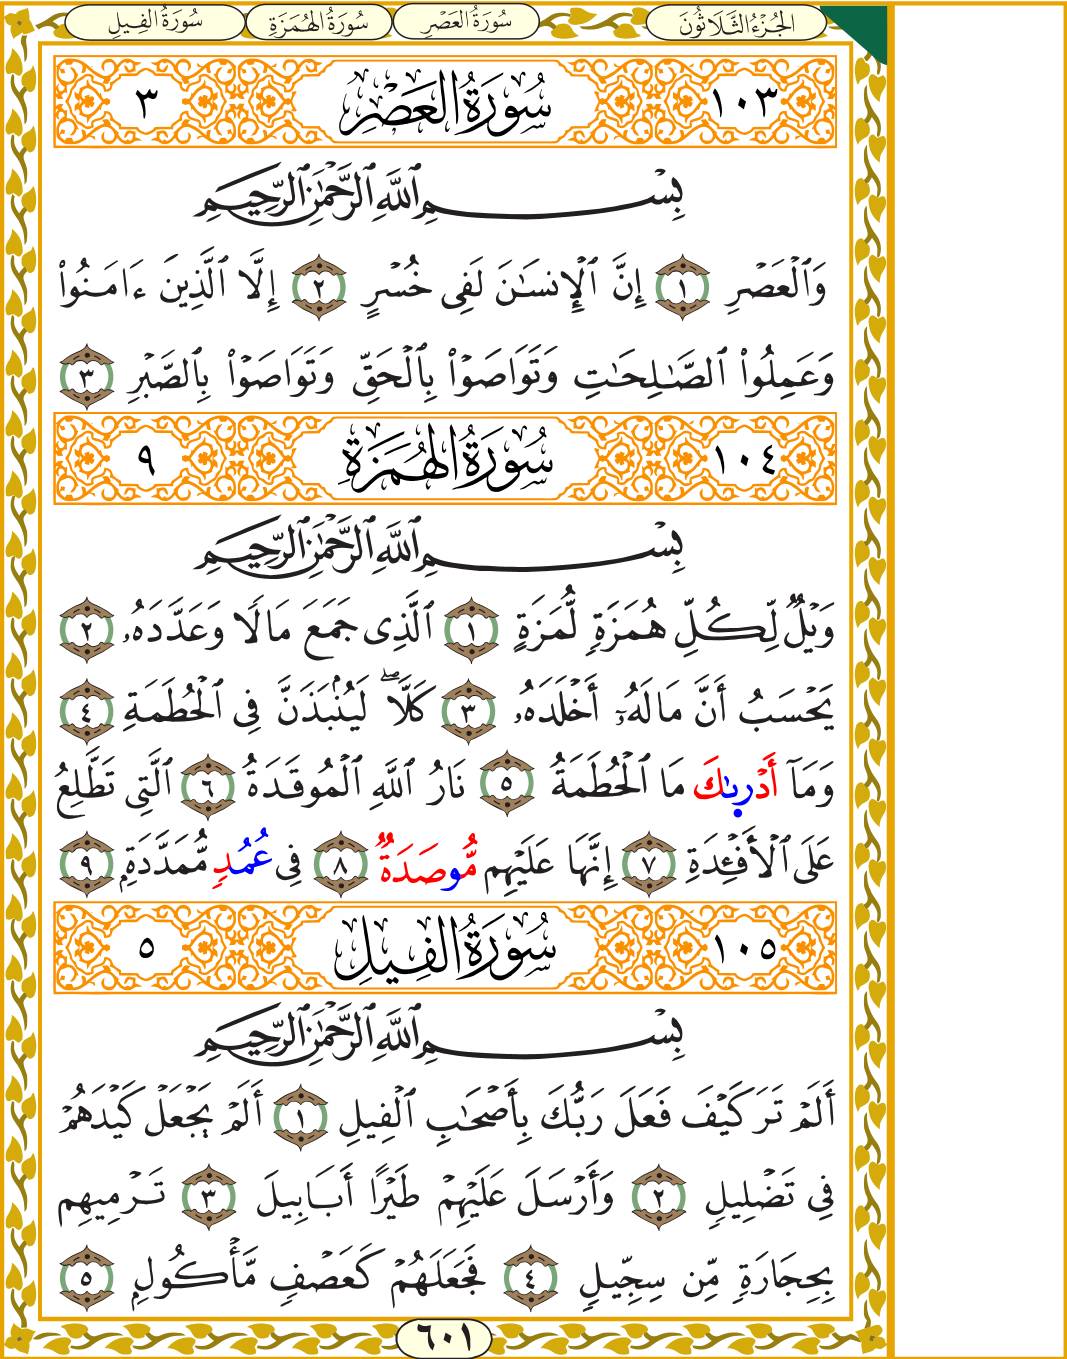 الجُزْءُ الثَّلَاثُونَ سُورَةُ العَصْرِ سُورَةُ الهُمَزَةِ سُورَةُ الفِيلِ
١٠٣ سُورَةُ العَصْرِ ٣
بِسْمِ ٱللَّهِ ٱلرَّحْمَٰنِ ٱلرَّحِيمِ
وَٱلْعَصْرِ ١ إِنَّ ٱلْإِنسَٰنَ لَفِى خُسْرٍ ٢ إِلَّا ٱلَّذِينَ ءَامَنُوا۟
وَعَمِلُوا۟ ٱلصَّٰلِحَٰتِ وَتَوَاصَوْا۟ بِٱلْحَقِّ وَتَوَاصَوْا۟ بِٱلصَّبْرِ ٣
١٠٤ سُورَةُ الهُمَزَةِ ٩
بِسْمِ ٱللَّهِ ٱلرَّحْمَٰنِ ٱلرَّحِيمِ
وَيْلٌ لِّكُلِّ هُمَزَةٍ لُّمَزَةٍ ١ ٱلَّذِى جَمَعَ مَالًا وَعَدَّدَهُۥ ٢
يَحْسَبُ أَنَّ مَالَهُۥٓ أَخْلَدَهُۥ ٣ كَلَّا ۖ لَيُنۢبَذَنَّ فِى ٱلْحُطَمَةِ ٤
وَمَآ أَدْرِىٰكَ مَا ٱلْحُطَمَةُ ٥ نَارُ ٱللَّهِ ٱلْمُوقَدَةُ ٦ ٱلَّتِى تَطَّلِعُ
عَلَى ٱلْأَفْـِٔدَةِ ٧ إِنَّهَا عَلَيْهِم مُّوصَدَةٌ ٨ فِى عُمُدٍ مُّمَدَّدَةٍۭ ٩
١٠٥ سُورَةُ الفِيلِ ٥
بِسْمِ ٱللَّهِ ٱلرَّحْمَٰنِ ٱلرَّحِيمِ
أَلَمْ تَرَ كَيْفَ فَعَلَ رَبُّكَ بِأَصْحَٰبِ ٱلْفِيلِ ١ أَلَمْ يَجْعَلْ كَيْدَهُمْ
فِى تَضْلِيلٍ ٢ وَأَرْسَلَ عَلَيْهِمْ طَيْرًا أَبَابِيلَ ٣ تَرْمِيهِم
بِحِجَارَةٍ مِّن سِجِّيلٍ ٤ فَجَعَلَهُمْ كَعَصْفٍ مَّأْكُولٍۭ ٥
٦٠١